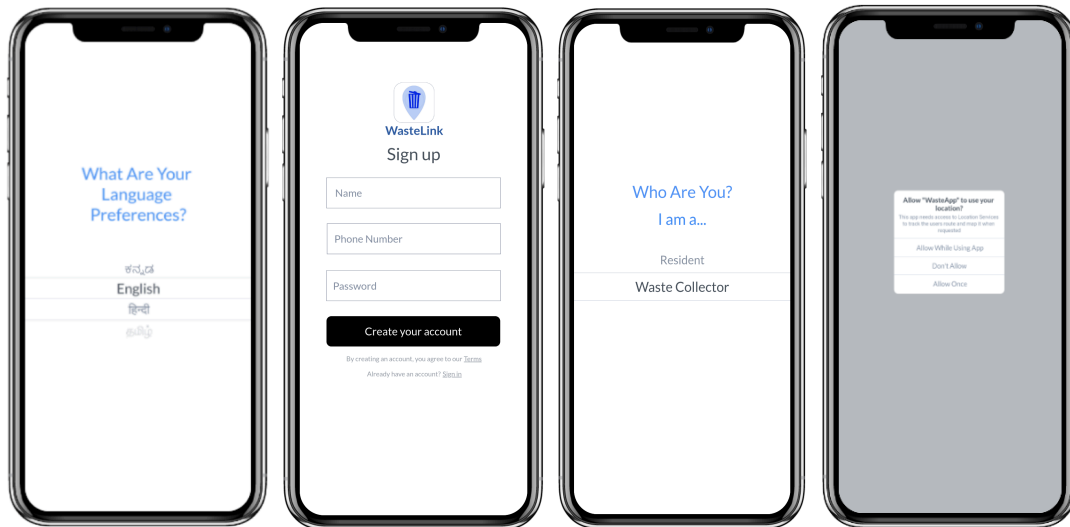 What Are Your
Language
Preferences?
ಕನ್ನಡ
English
हिन्दी
தமிழ்
WasteLink
Sign up
Name
Phone Number
Password
Create your account
By creating an account, you agree to our Terms
Already have an account? Sign in
Who Are You?
I am a...
Resident
Waste Collector
Allow "WasteApp" to use your
location?
This app needs access to Location Services
to track the users route and map it when
requested
Allow While Using App
Don't Allow
Allow Once